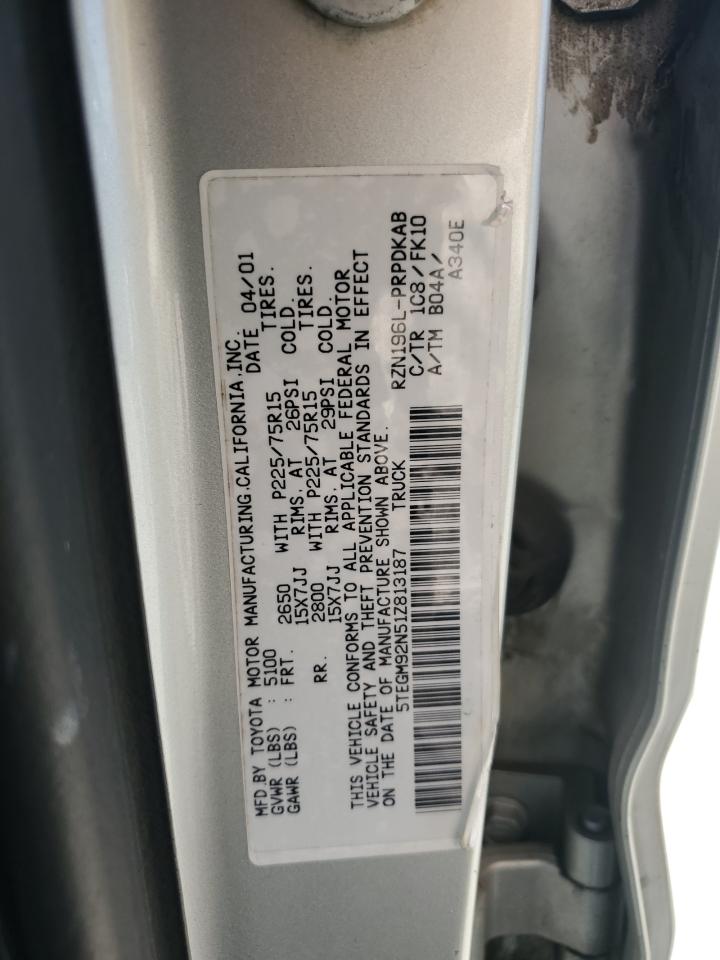 MFD.BY TOYOTA MOTOR MANUFACTURING.CALIFORNIA,INC.
GVWR (LBS) : 5100 DATE 04/01
GAWR (LBS) : FRT. 2650 WITH P225/75R15 TIRES.
15X7JJ RIMS. AT 26PSI COLD.
RR. 2800 WITH P225/75R15 TIRES.
15X7JJ RIMS. AT 29PSI COLD.
THIS VEHICLE CONFORMS TO ALL APPLICABLE FEDERAL MOTOR
VEHICLE SAFETY AND THEFT PREVENTION STANDARDS IN EFFECT
ON THE DATE OF MANUFACTURE SHOWN ABOVE.
5TEGM92N51Z813187 TRUCK
RZN196L-PRPDKAB
C/TR 1C8/FK10
A/TM B04A/
A340E